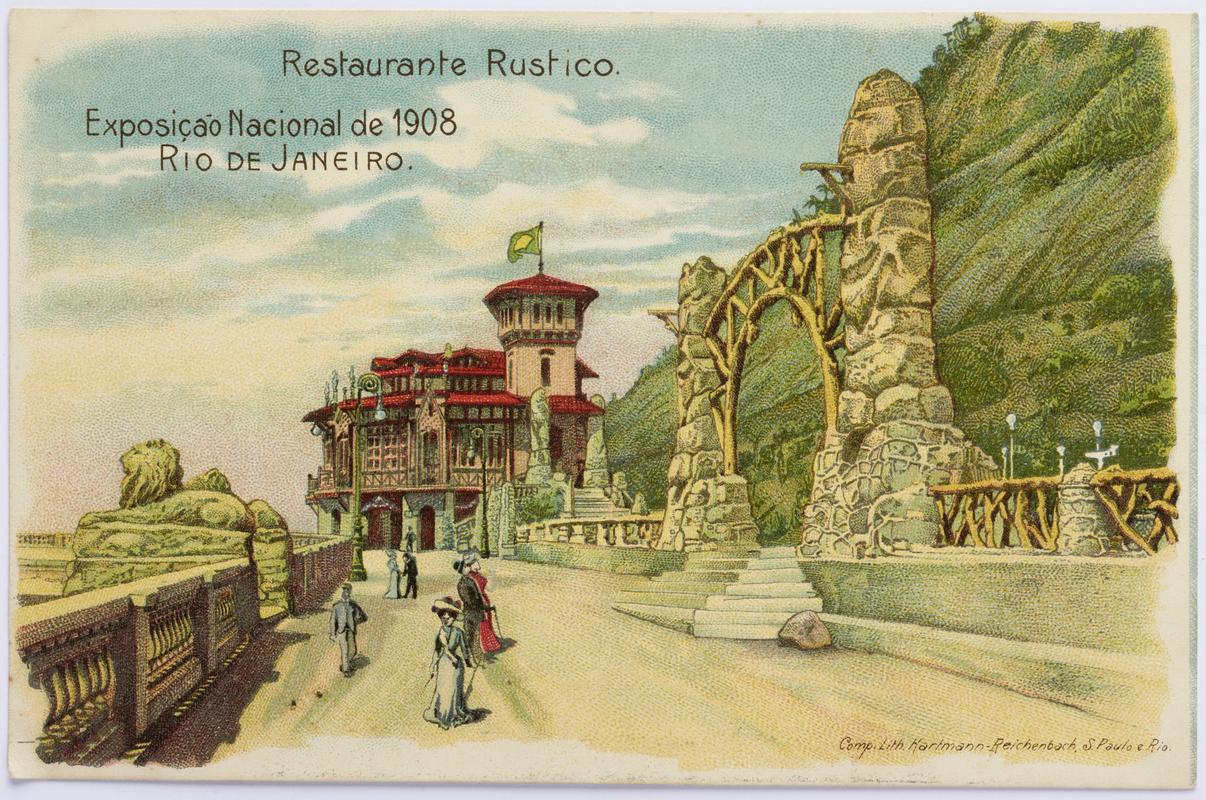 Restaurante Rustico.
Exposição Nacional de 1908
RIO DE JANEIRO.
Comp. Lith. Hartmann-Reichenbach, S. Paulo e Rio.